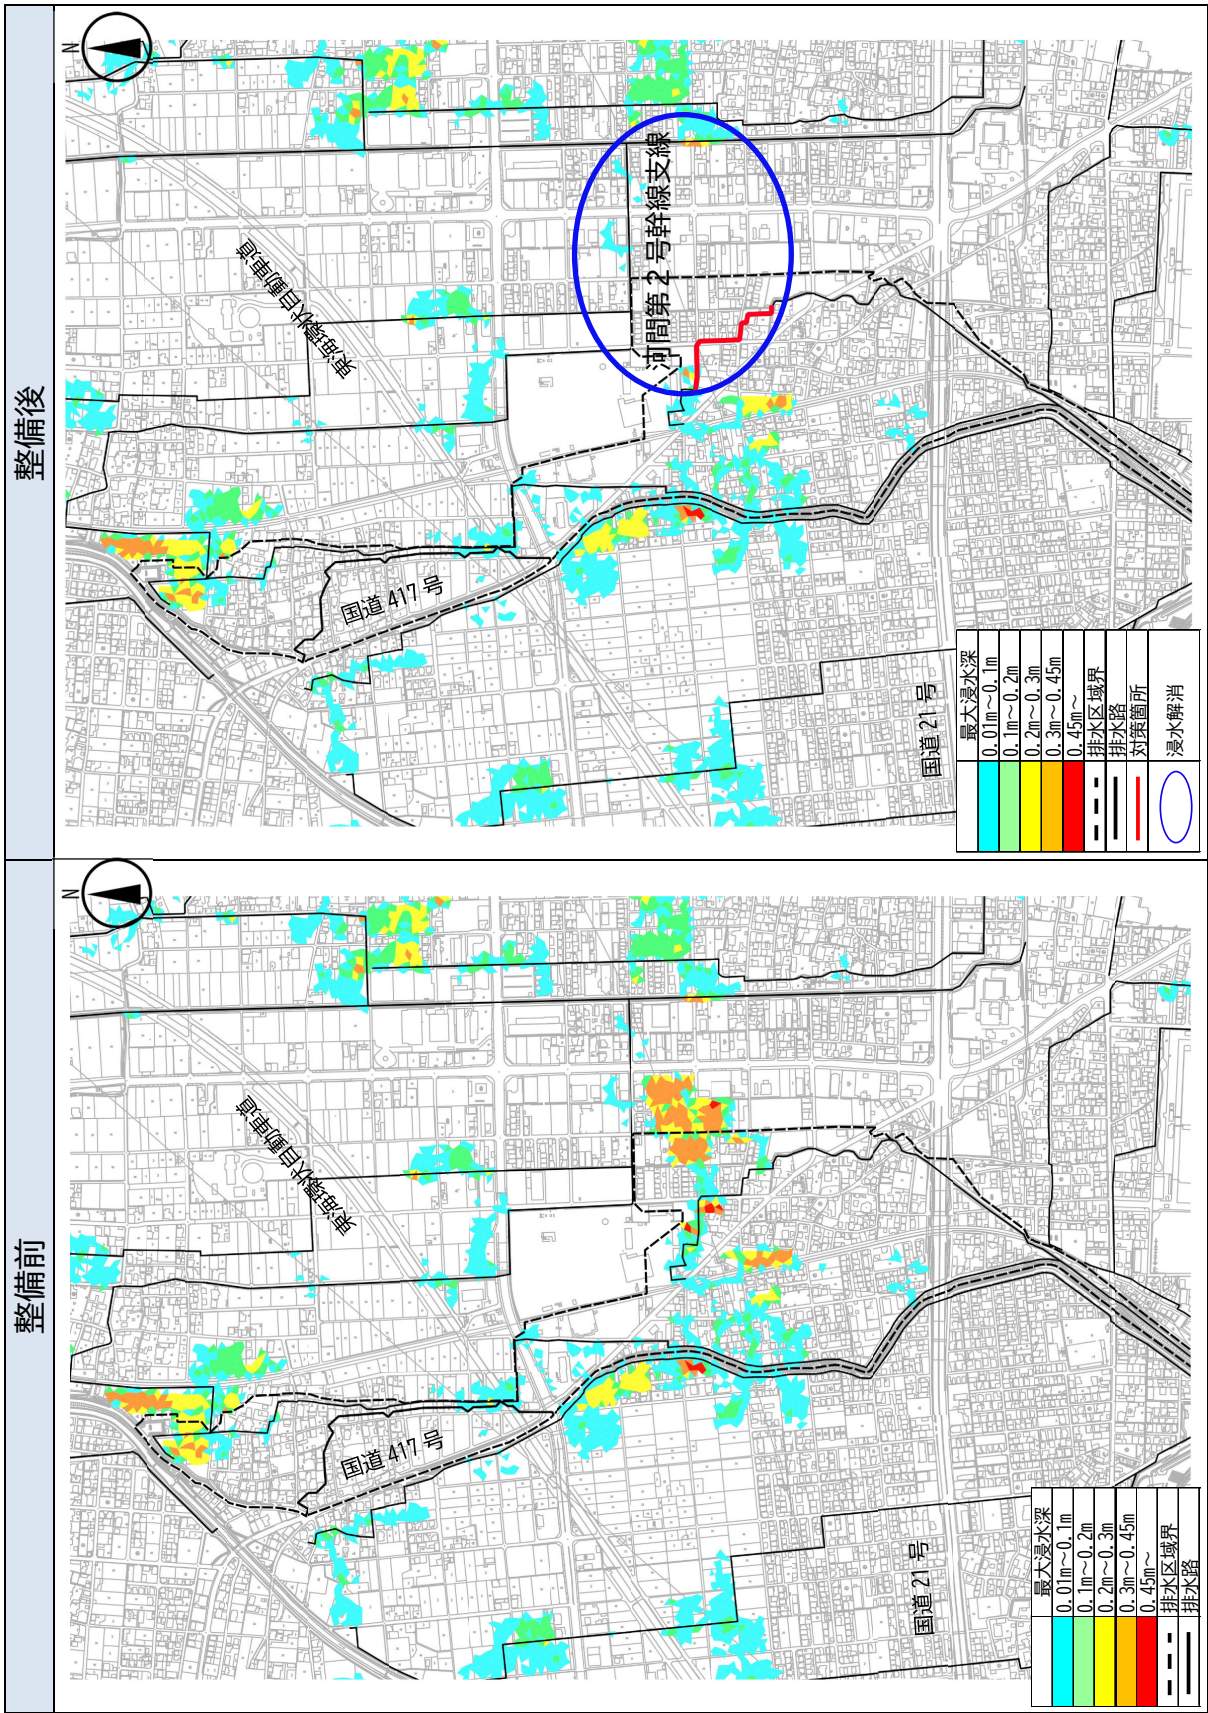 整備前
N
東海環状自動車道
国道417号
国道21号
最大浸水深
0.01m～0.1m
0.1m～0.2m
0.2m～0.3m
0.3m～0.45m
0.45m～
排水区域界
排水路
整備後
N
東海環状自動車道
河間第2号幹線支線
国道417号
国道21号
最大浸水深
0.01m～0.1m
0.1m～0.2m
0.2m～0.3m
0.3m～0.45m
0.45m～
排水区域界
排水路
対策箇所
浸水解消